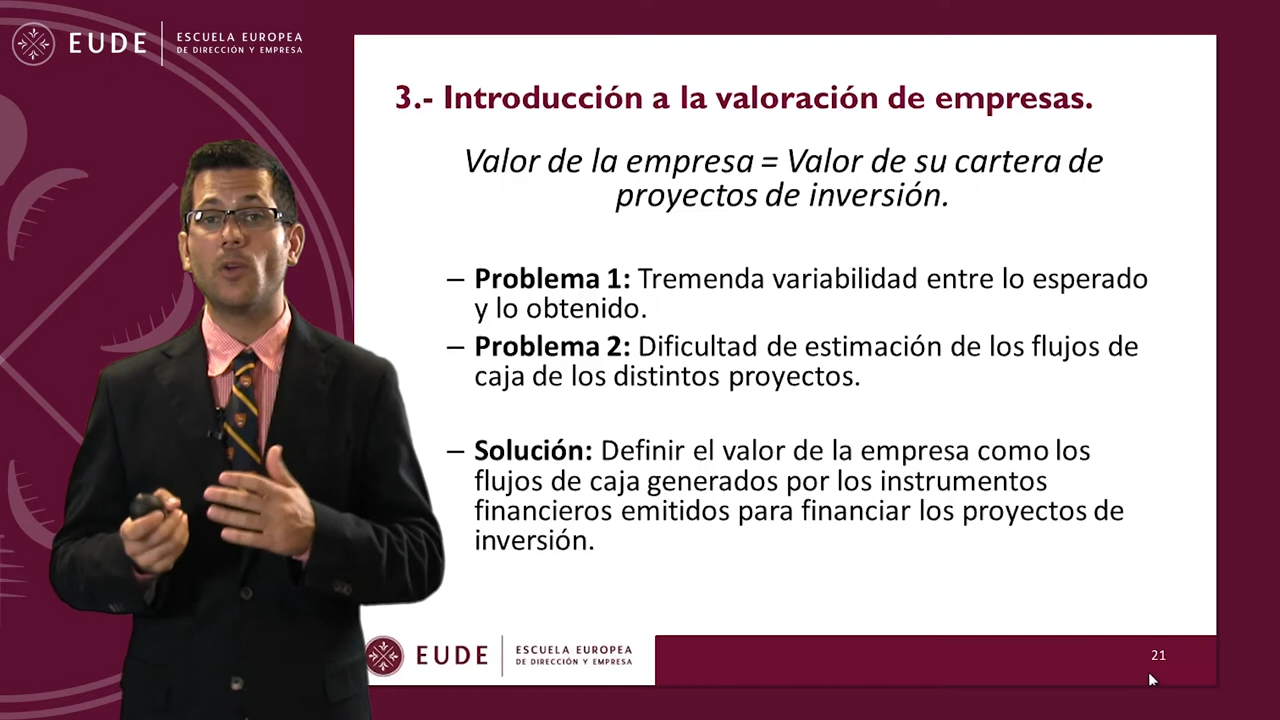 EUDE
ESCUELA EUROPEA
DE DIRECCIÓN Y EMPRESA
3.- Introducción a la valoración de empresas.
Valor de la empresa = Valor de su cartera de
proyectos de inversión.
– Problema 1: Tremenda variabilidad entre lo esperado
y lo obtenido.
– Problema 2: Dificultad de estimación de los flujos de
caja de los distintos proyectos.
– Solución: Definir el valor de la empresa como los
flujos de caja generados por los instrumentos
financieros emitidos para financiar los proyectos de
inversión.
EUDE
ESCUELA EUROPEA
DE DIRECCIÓN Y EMPRESA
21